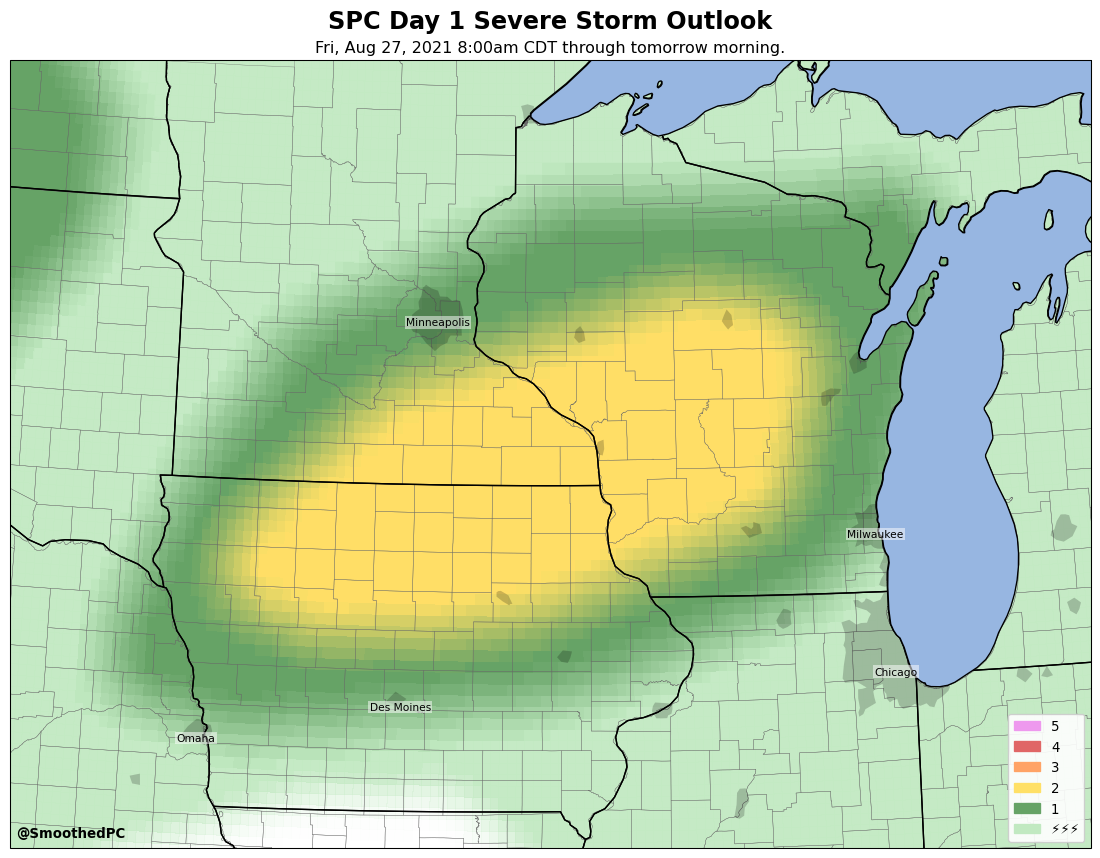 SPC Day 1 Severe Storm Outlook
Fri, Aug 27, 2021 8:00am CDT through tomorrow morning.
Minneapolis
Milwaukee
Chicago
Des Moines
Omaha
5
4
3
2
1
⚡⚡⚡
@SmoothedPC